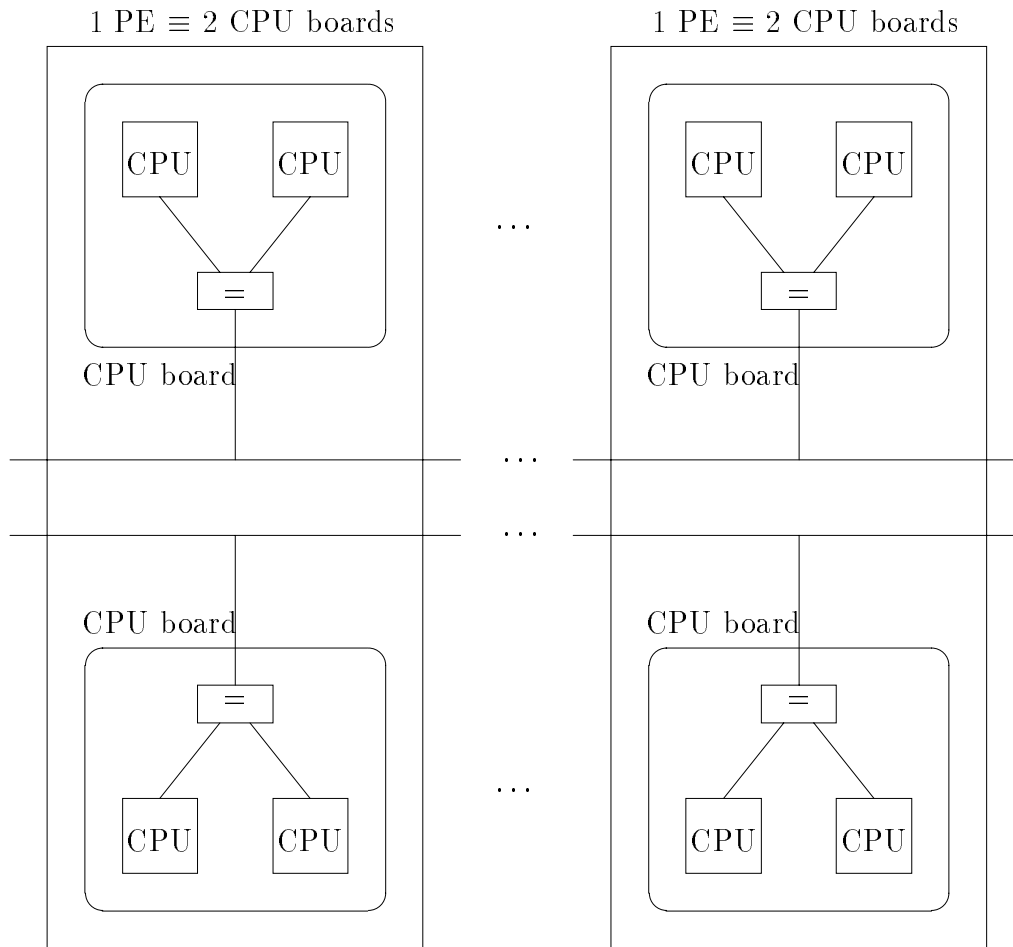 1 PE ≡ 2 CPU boards
1 PE ≡ 2 CPU boards
CPU
CPU
CPU
CPU
...
=
=
CPU board
CPU board
...
...
CPU board
CPU board
=
=
...
CPU
CPU
CPU
CPU